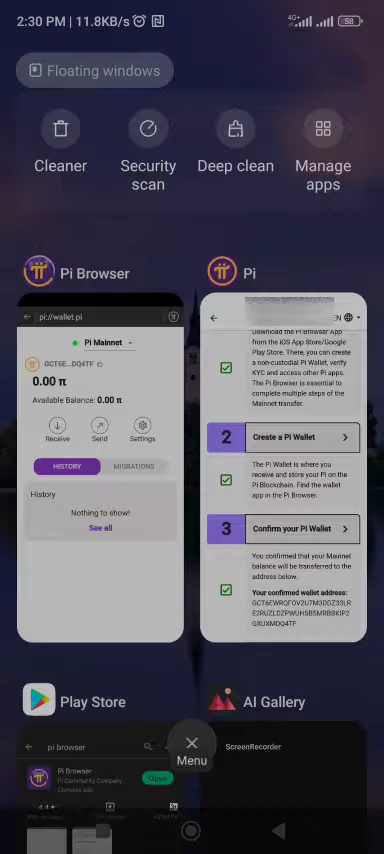 2:30 PM | 11.8KB/s
4G+
58
Floating windows
Cleaner
Security scan
Deep clean
Manage apps
Pi Browser
Pi
pi://wallet.pi
Pi Mainnet
GCT6E...DQ4TF
0.00 π
Available Balance: 0.00 π
Receive
Send
Settings
HISTORY
MIGRATIONS
History
Nothing to show!
See all
EN
Download the Pi Browser App
from the iOS App Store/Google
Play Store. There, you can create
a non-custodial Pi wallet, verify
KYC and access other Pi apps.
The Pi Browser is essential to
complete multiple steps of the
Mainnet transfer.
2
Create a Pi Wallet
The Pi Wallet is where you
receive and store your Pi on the
Pi Blockchain. Find the wallet
app in the Pi Browser.
3
Confirm your Pi Wallet
You confirmed that your Mainnet
balance will be transferred to the
address below.
Your confirmed wallet address:
Play Store
AI Gallery
pi browser
Pi Browser
Pi Community Company
Contains ads
Open
4.4
ScreenRecorder
Menu